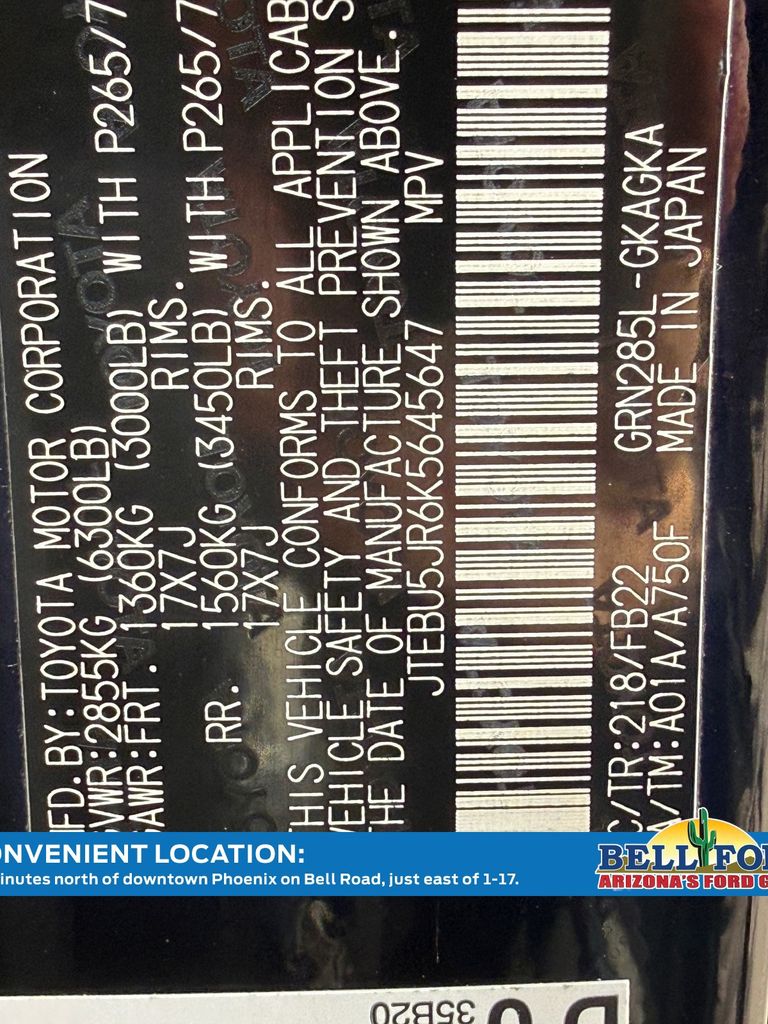 MFD.BY:TOYOTA MOTOR CORPORATION
GVWR:2855KG (6300LB)
GAWR:FRT. 1360KG (3000LB) WITH P265/7
17X7J RIMS.
RR. 1560KG (3450LB) WITH P265/7
17X7J RIMS.
THIS VEHICLE CONFORMS TO ALL APPLICAB
VEHICLE SAFETY AND THEFT PREVENTION S
THE DATE OF MANUFACTURE SHOWN ABOVE.
JTEBU5JR6K5645647 MPV
C/TR:218/FB22 GRN285L-GKAGKA
A/TM:A01A/A750F MADE IN JAPAN
ONVENIENT LOCATION:
inutes north of downtown Phoenix on Bell Road, just east of 1-17.
BELL FO
ARIZONA'S FORD G
35B20